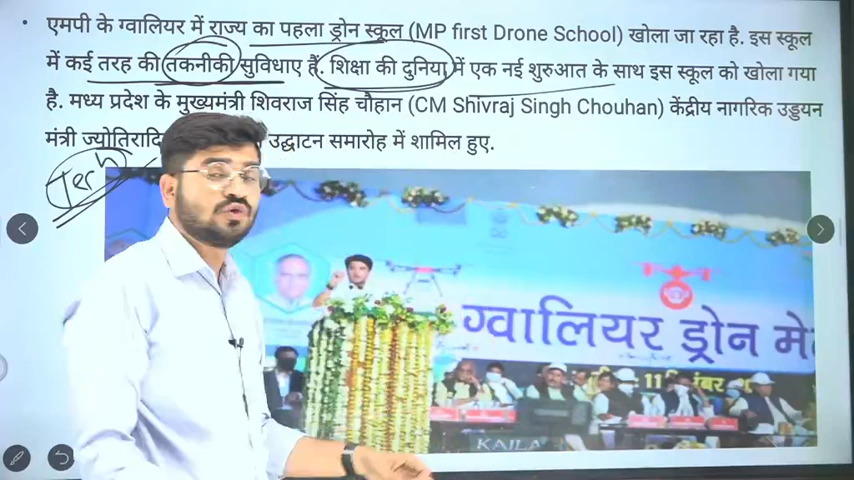 • एमपी के ग्वालियर में राज्य का पहला ड्रोन स्कूल (MP first Drone School) खोला जा रहा है. इस स्कूल
में कई तरह की तकनीकी सुविधाए हैं. शिक्षा की दुनिया में एक नई शुरुआत के साथ इस स्कूल को खोला गया
है. मध्य प्रदेश के मुख्यमंत्री शिवराज सिंह चौहान (CM Shivraj Singh Chouhan) केंद्रीय नागरिक उड्डयन
मंत्री ज्योतिरादि उद्घाटन समारोह में शामिल हुए.
ग्वालियर ड्रोन मे
KAILA